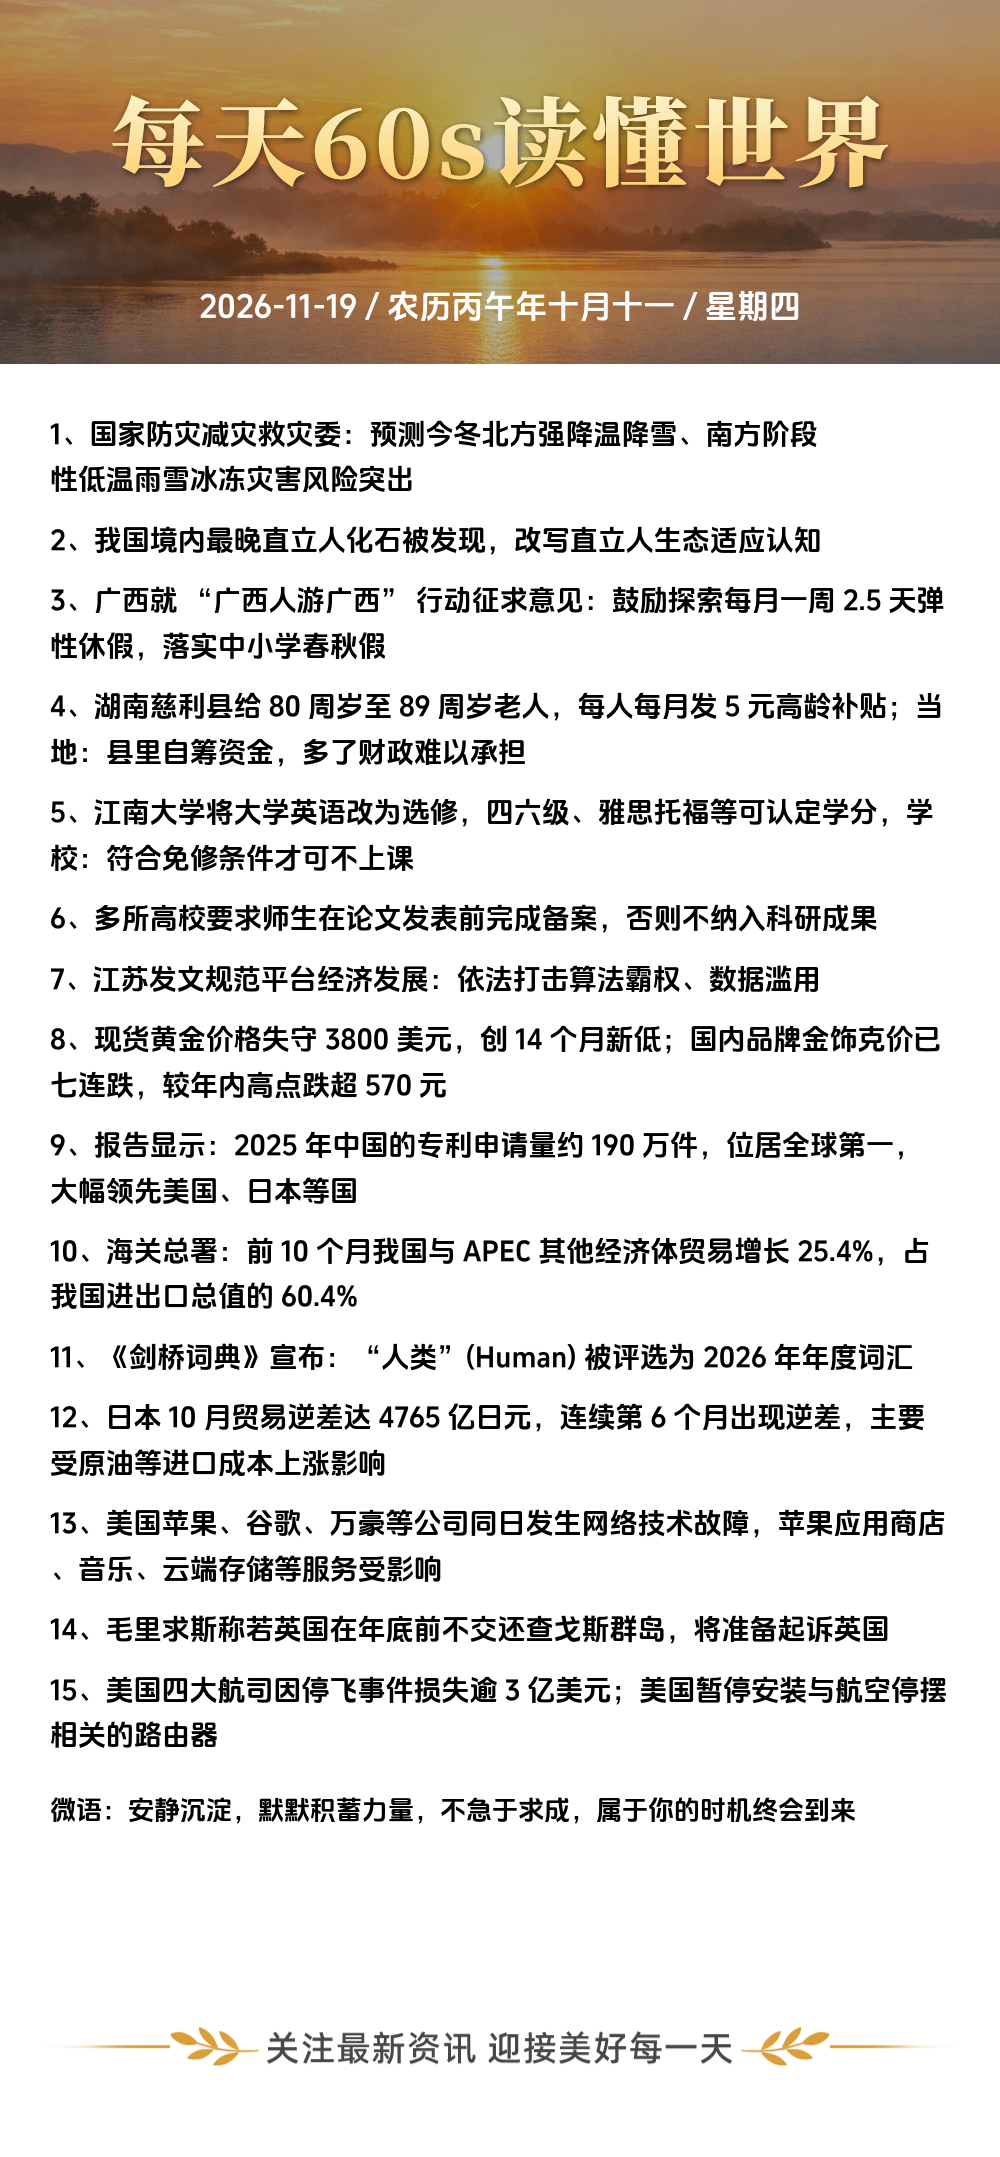 每天60s读懂世界
2026-11-19 / 农历丙午年十月十一 / 星期四
1、国家防灾减灾救灾委：预测今冬北方强降温降雪、南方阶段
性低温雨雪冰冻灾害风险突出
2、我国境内最晚直立人化石被发现，改写直立人生态适应认知
3、广西就 “广西人游广西” 行动征求意见：鼓励探索每月一周 2.5 天弹
性休假，落实中小学春秋假
4、湖南慈利县给 80 周岁至 89 周岁老人，每人每月发 5 元高龄补贴；当
地：县里自筹资金，多了财政难以承担
5、江南大学将大学英语改为选修，四六级、雅思托福等可认定学分，学
校：符合免修条件才可不上课
6、多所高校要求师生在论文发表前完成备案，否则不纳入科研成果
7、江苏发文规范平台经济发展：依法打击算法霸权、数据滥用
8、现货黄金价格失守 3800 美元，创 14 个月新低；国内品牌金饰克价已
七连跌，较年内高点跌超 570 元
9、报告显示：2025 年中国的专利申请量约 190 万件，位居全球第一，
大幅领先美国、日本等国
10、海关总署：前 10 个月我国与 APEC 其他经济体贸易增长 25.4%，占
我国进出口总值的 60.4%
11、《剑桥词典》宣布： “人类” (Human) 被评选为 2026 年年度词汇
12、日本 10 月贸易逆差达 4765 亿日元，连续第 6 个月出现逆差，主要
受原油等进口成本上涨影响
13、美国苹果、谷歌、万豪等公司同日发生网络技术故障，苹果应用商店
、音乐、云端存储等服务受影响
14、毛里求斯称若英国在年底前不交还查戈斯群岛，将准备起诉英国
15、美国四大航司因停飞事件损失逾 3 亿美元；美国暂停安装与航空停摆
相关的路由器
微语：安静沉淀，默默积蓄力量，不急于求成，属于你的时机终会到来
关注最新资讯 迎接美好每一天